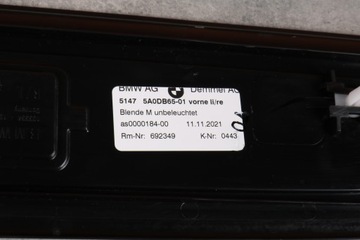 BMW AG Demmel AG
5147 5A0DB65-01 vorne li/re
Blende M unbeleuchtet
as0000184-00 11.11.2021
Rm-Nr: 692349 K-Nr: 0443